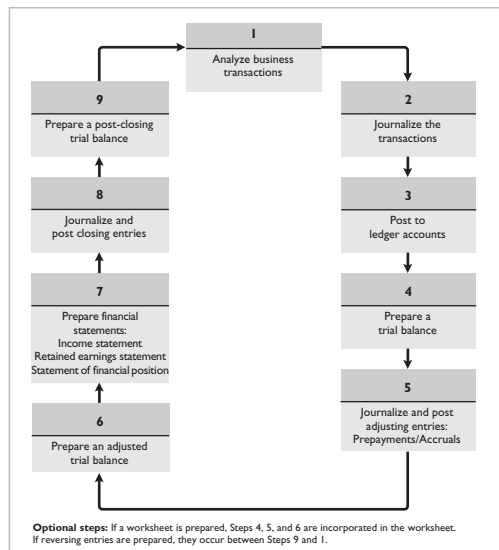 1
Analyze business
transactions
2
Journalize the
transactions
3
Post to
ledger accounts
4
Prepare a
trial balance
5
Journalize and post
adjusting entries:
Prepayments/Accruals
6
Prepare an adjusted
trial balance
7
Prepare financial
statements:
Income statement
Retained earnings statement
Statement of financial position
8
Journalize and
post closing entries
9
Prepare a post-closing
trial balance
Optional steps: If a worksheet is prepared, Steps 4, 5, and 6 are incorporated in the worksheet.
If reversing entries are prepared, they occur between Steps 9 and 1.